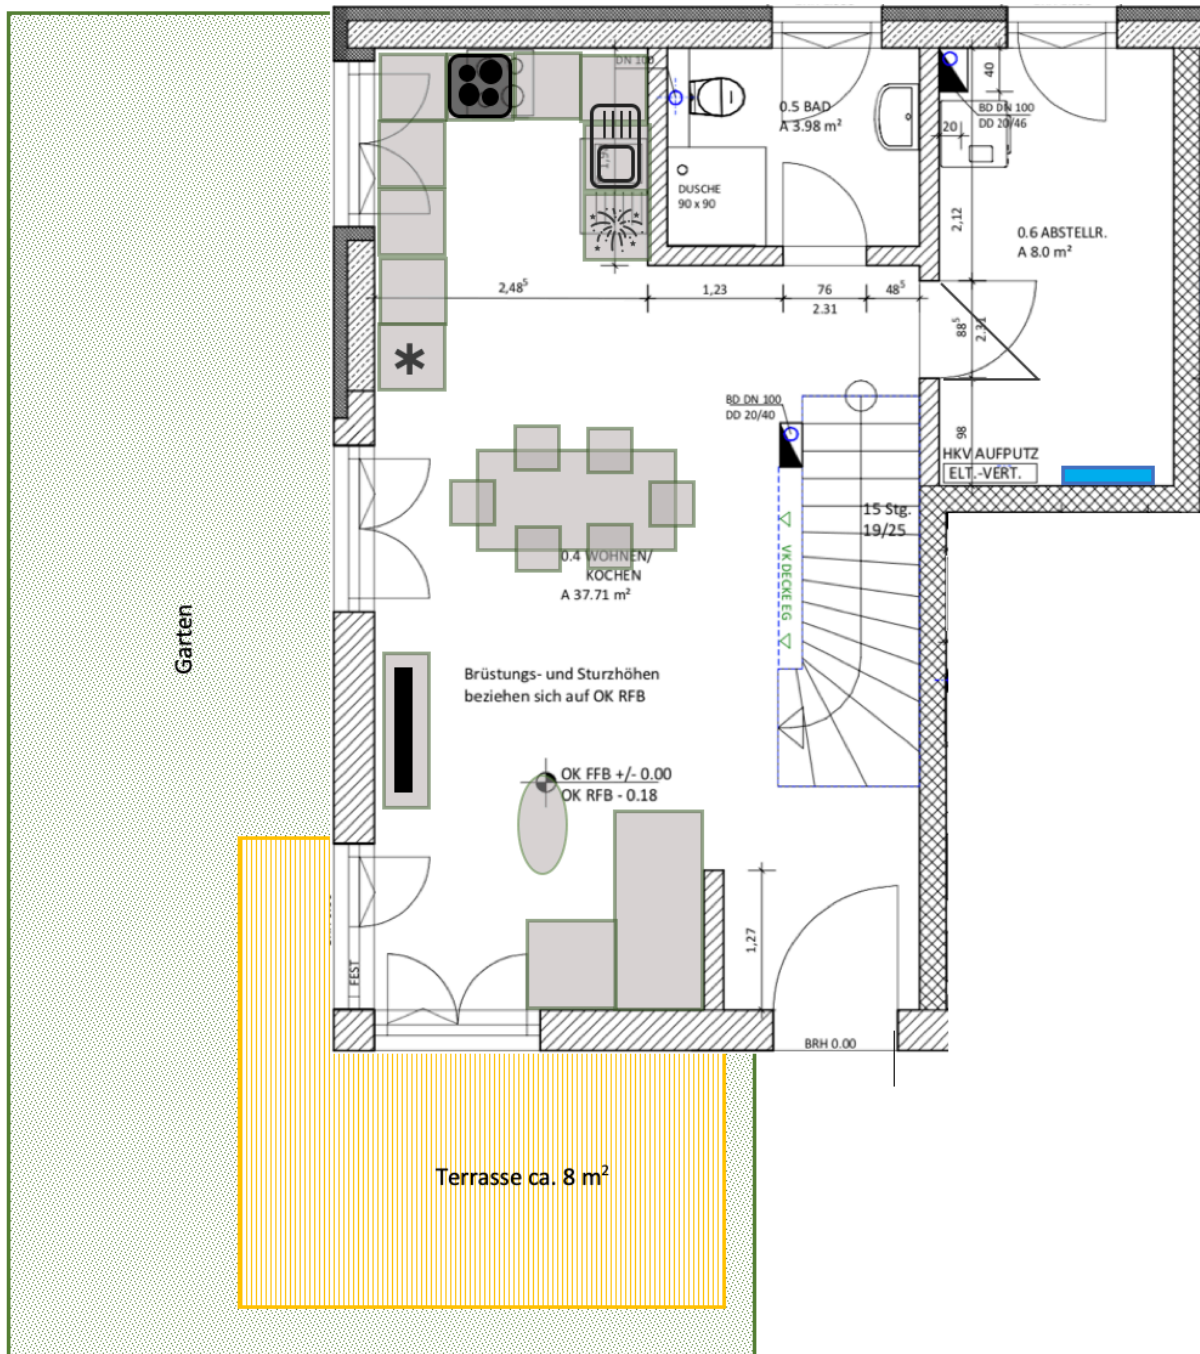 DN 100
0.5 BAD
A 3.98 m²
40
BD DN 100
DD 20/46
20
1,9
DUSCHE
90 x 90
2,12
0.6 ABSTELLR.
A 8.0 m²
2,48⁵
1,23
76
2.31
48⁵
88⁵
2.31
BD DN 100
DD 20/40
98
HKV AUFPUTZ
ELT.-VERT.
15 Stg.
19/25
0.4 WOHNEN/
KOCHEN
A 37.71 m²
VK DECKE EG
Garten
Brüstungs- und Sturzhöhen
beziehen sich auf OK RFB
OK FFB +/- 0.00
OK RFB - 0.18
1,27
FEST
BRH 0.00
Terrasse ca. 8 m²